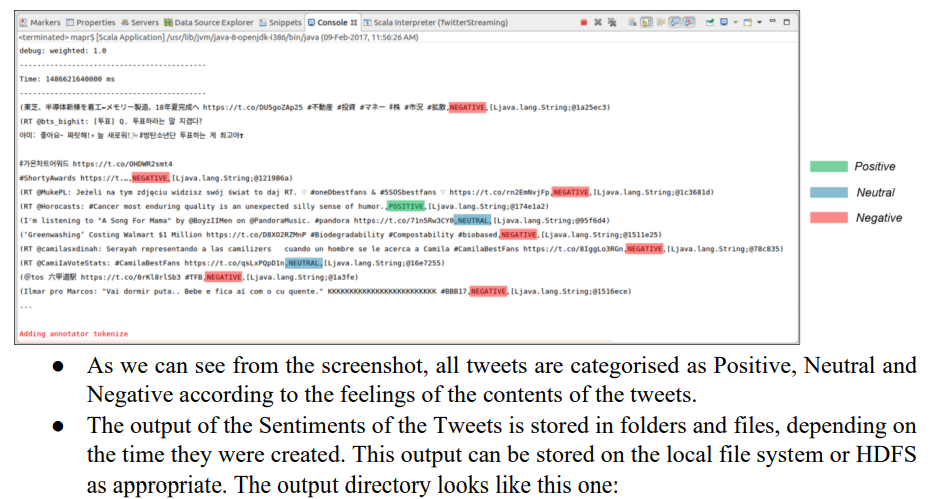 Markers Properties Servers Data Source Explorer Snippets Console Scala Interpreter (TwitterStreaming)
<terminated> mapr$ [Scala Application] /usr/lib/jvm/java-8-openjdk-i386/bin/java (09-Feb-2017, 11:56:26 AM)
debug: weighted: 1.0
-------------------------------------------
Time: 1486621640000 ms
-------------------------------------------
(東芝、半導体新棟を着工=メモリー製造、18年夏完成へ https://t.co/DU5goZAp25 #不動産 #投資 #マネー #株 #市況 #拡散,NEGATIVE,[Ljava.lang.String;@1a25ec3)
(RT @bts_bighit: [투표] Q. 투표하라는 말 지겹다?
아미: 좋아요~ 짜릿해!⚡늘 새로워!🎠#방탄소년단 투표하는 게 최고야❣
#가온차트어워드 https://t.co/OHDWR2smt4
#ShortyAwards https://t.…,NEGATIVE,[Ljava.lang.String;@121986a)
(RT @MukePL: Jeżeli na tym zdjęciu widzisz swój świat to daj RT. ♡ #oneDbestfans & #5SOSbestfans ♡ https://t.co/rn2EmNvjFp,NEGATIVE,[Ljava.lang.String;@1c3681d)
(RT @Horocasts: #Cancer most enduring quality is an unexpected silly sense of humor.,POSITIVE,[Ljava.lang.String;@174e1a2)
(I'm listening to "A Song For Mama" by @BoyzIIMen on @PandoraMusic. #pandora https://t.co/71n5Rw3CY0,NEUTRAL,[Ljava.lang.String;@95f6d4)
('Greenwashing' Costing Walmart $1 Million https://t.co/D8XO2RZMnP #Biodegradability #Compostability #biobased,NEGATIVE,[Ljava.lang.String;@1511e25)
(RT @camilasxdinah: Serayah representando a las camilizers cuando un hombre se le acerca a Camila #CamilaBestFans https://t.co/8IggLo3RGn,NEGATIVE,[Ljava.lang.String;@78c835)
(RT @CamilaVoteStats: #CamilaBestFans https://t.co/qsLxPQpD1n,NEUTRAL,[Ljava.lang.String;@16e7255)
(@tos 六甲道駅 https://t.co/0rKl8rlSb3 #TFB,NEGATIVE,[Ljava.lang.String;@1a3fe)
(Ilmar pro Marcos: "Vai dormir puta.. Bebe e fica aí com o cu quente." KKKKKKKKKKKKKKKKKKKKKKKKKK #BBB17,NEGATIVE,[Ljava.lang.String;@1516ece)
...
Adding annotator tokenize
Positive
Neutral
Negative
● As we can see from the screenshot, all tweets are categorised as Positive, Neutral and
Negative according to the feelings of the contents of the tweets.
● The output of the Sentiments of the Tweets is stored in folders and files, depending on
the time they were created. This output can be stored on the local file system or HDFS
as appropriate. The output directory looks like this one: